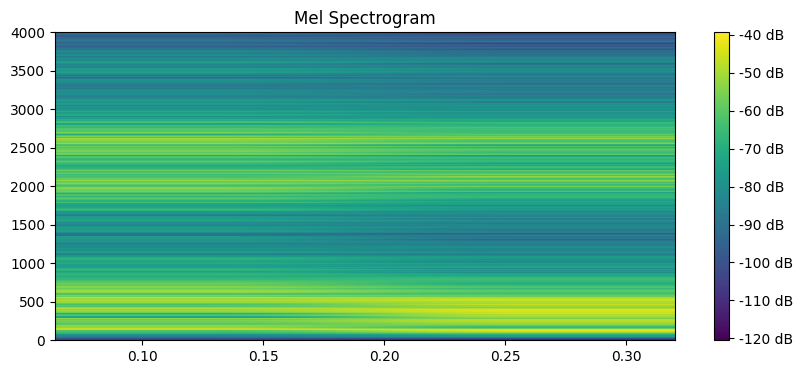 Mel Spectrogram
4000
3500
3000
2500
2000
1500
1000
500
0
0.10 0.15 0.20 0.25 0.30
-40 dB
-50 dB
-60 dB
-70 dB
-80 dB
-90 dB
-100 dB
-110 dB
-120 dB